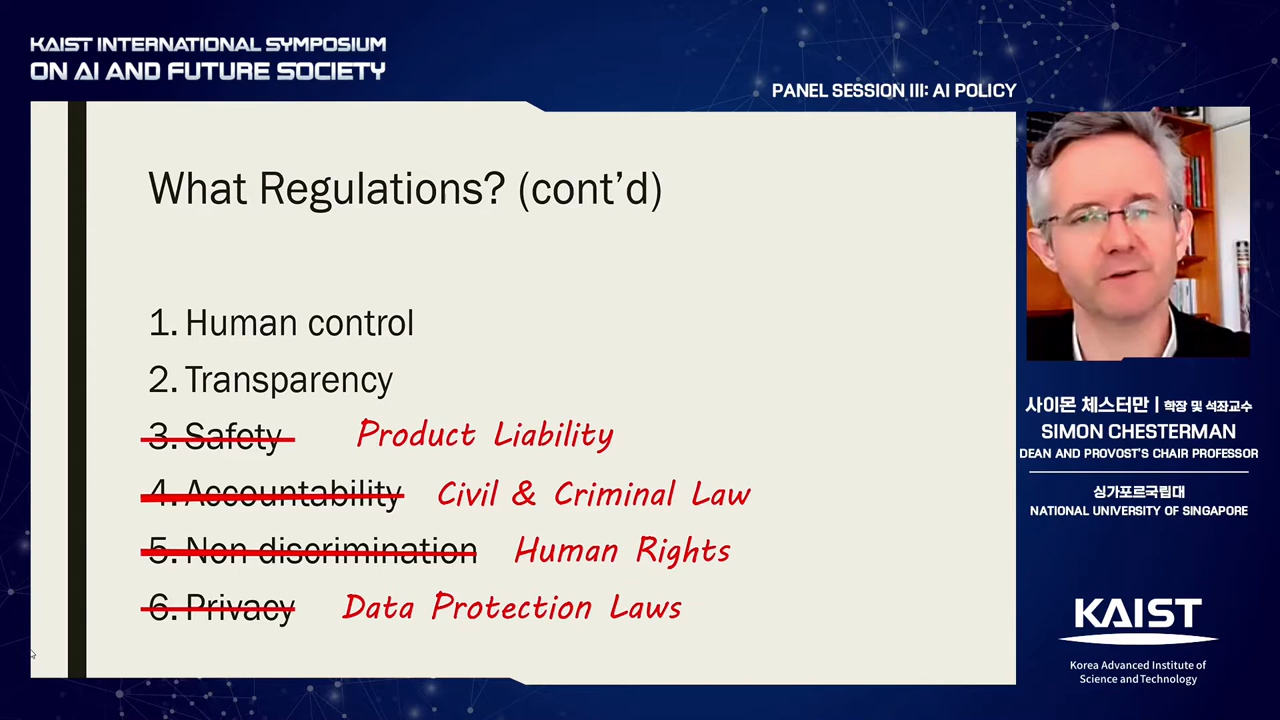 KAIST INTERNATIONAL SYMPOSIUM
ON AI AND FUTURE SOCIETY
PANEL SESSION III: AI POLICY
What Regulations? (cont’d)
1. Human control
2. Transparency
3. Safety Product Liability
4. Accountability Civil & Criminal Law
5. Non discrimination Human Rights
6. Privacy Data Protection Laws
사이몬 체스터만 | 학장 및 석좌교수
SIMON CHESTERMAN
DEAN AND PROVOST'S CHAIR PROFESSOR
싱가포르국립대
NATIONAL UNIVERSITY OF SINGAPORE
KAIST
Korea Advanced Institute of
Science and Technology